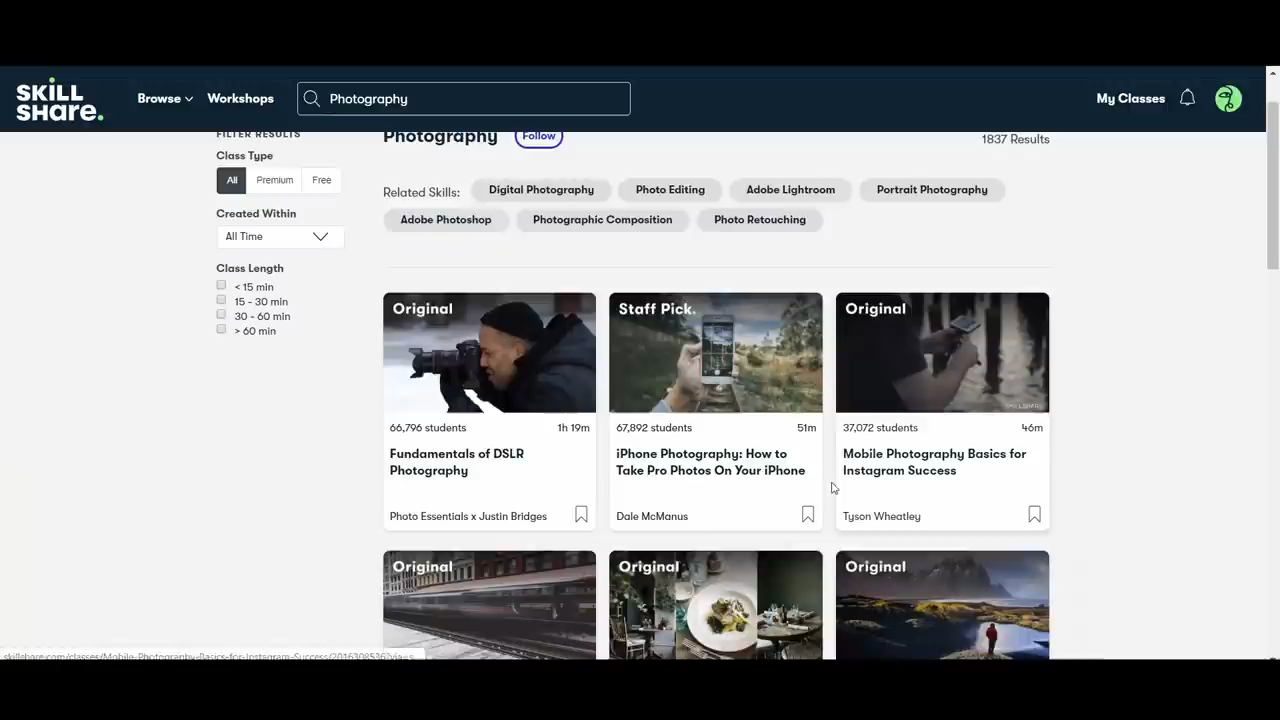 SKILL
SHARE.
Browse
Workshops
Photography
My Classes
FILTER RESULTS
Class Type
All
Premium
Free
Created Within
All Time
Class Length
< 15 min
15 - 30 min
30 - 60 min
> 60 min
Photography
Follow
1837 Results
Related Skills:
Digital Photography
Photo Editing
Adobe Lightroom
Portrait Photography
Adobe Photoshop
Photographic Composition
Photo Retouching
Original
66,796 students
1h 19m
Fundamentals of DSLR
Photography
Photo Essentials x Justin Bridges
Staff Pick.
67,892 students
51m
iPhone Photography: How to
Take Pro Photos On Your iPhone
Dale McManus
Original
SKILLSHARE
37,072 students
46m
Mobile Photography Basics for
Instagram Success
Tyson Wheatley
Original
Original
Original